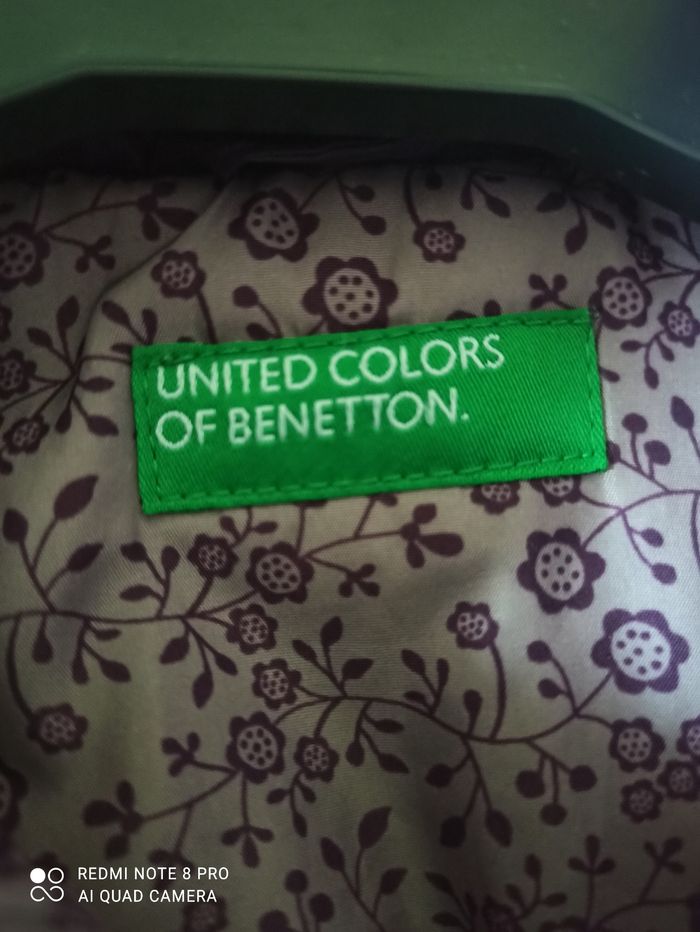 UNITED COLORS
OF BENETTON.
REDMI NOTE 8 PRO
AI QUAD CAMERA